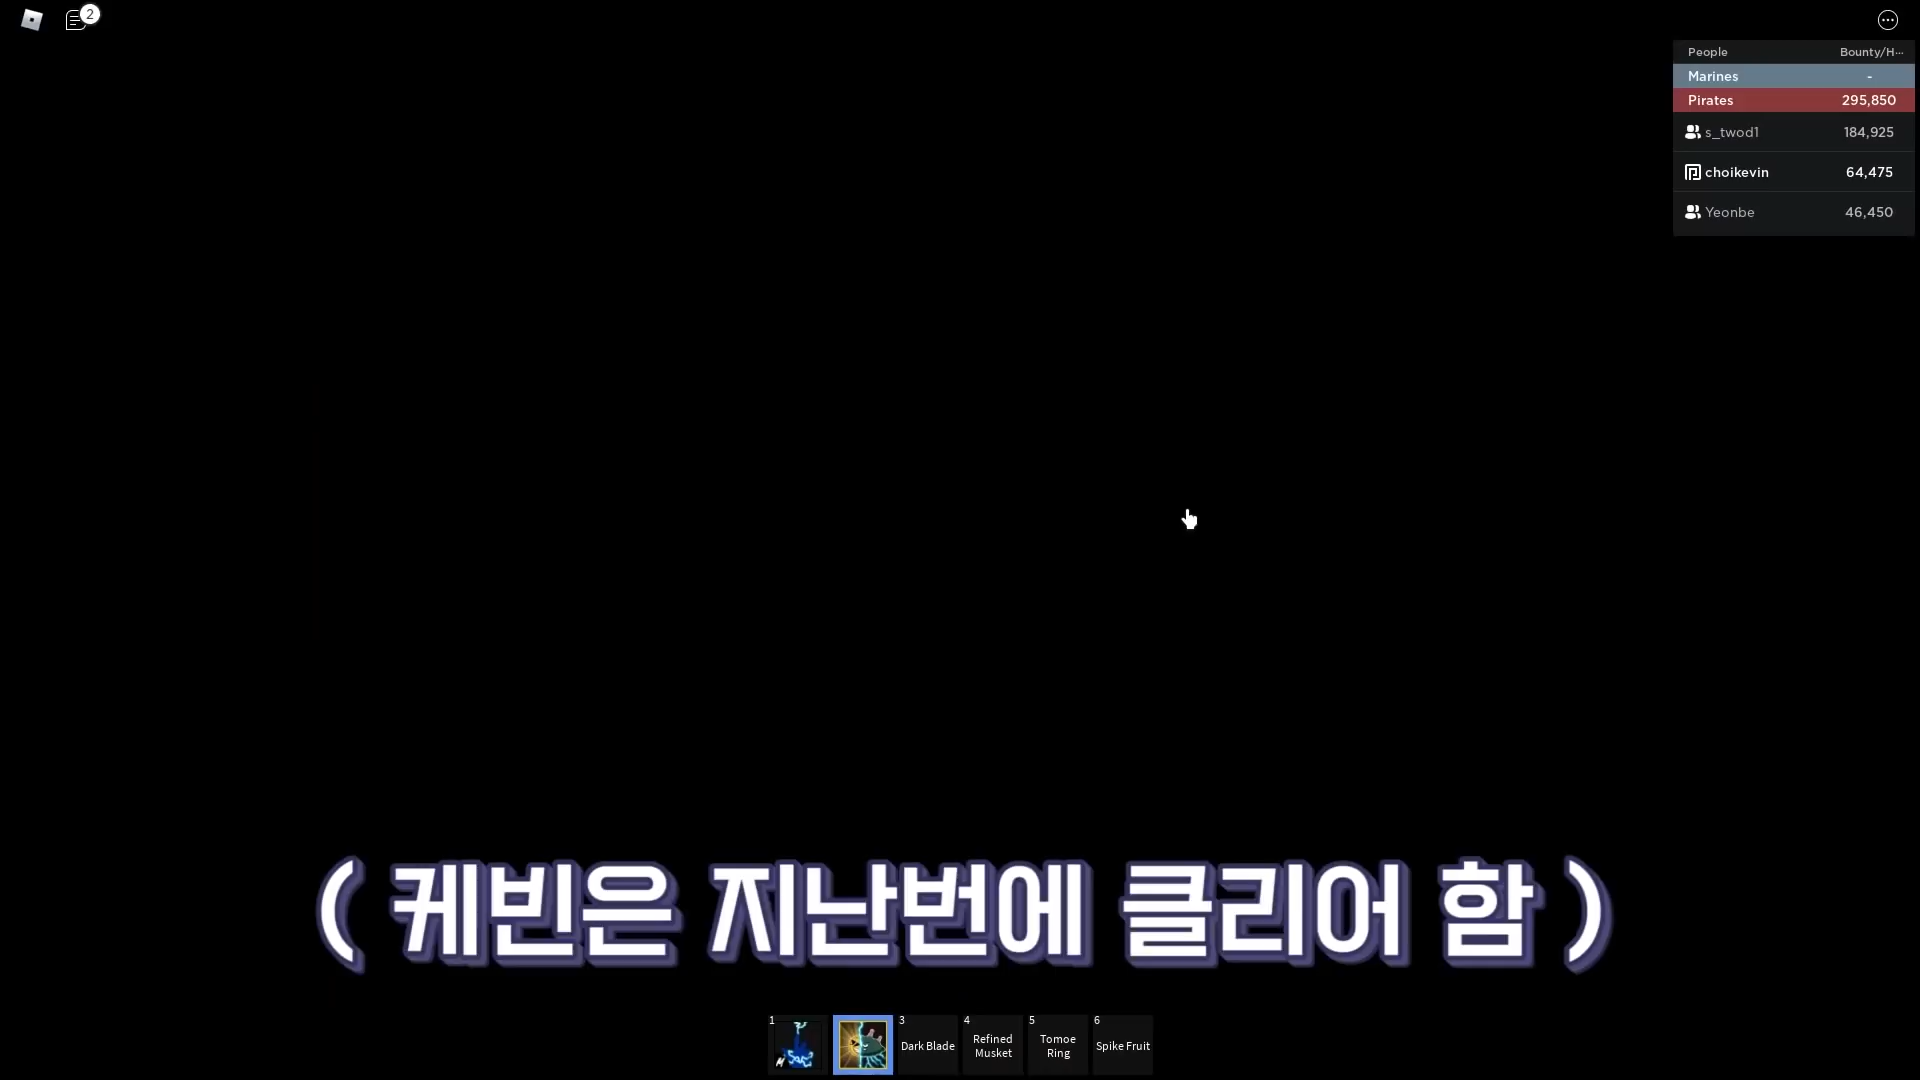 2
People Bounty/H...
Marines -
Pirates 295,850
s_twod1 184,925
choikevin 64,475
Yeonbe 46,450
( 케빈은 지난번에 클리어 함 )
1
3 Dark Blade
4 Refined Musket
5 Tomoe Ring
6 Spike Fruit